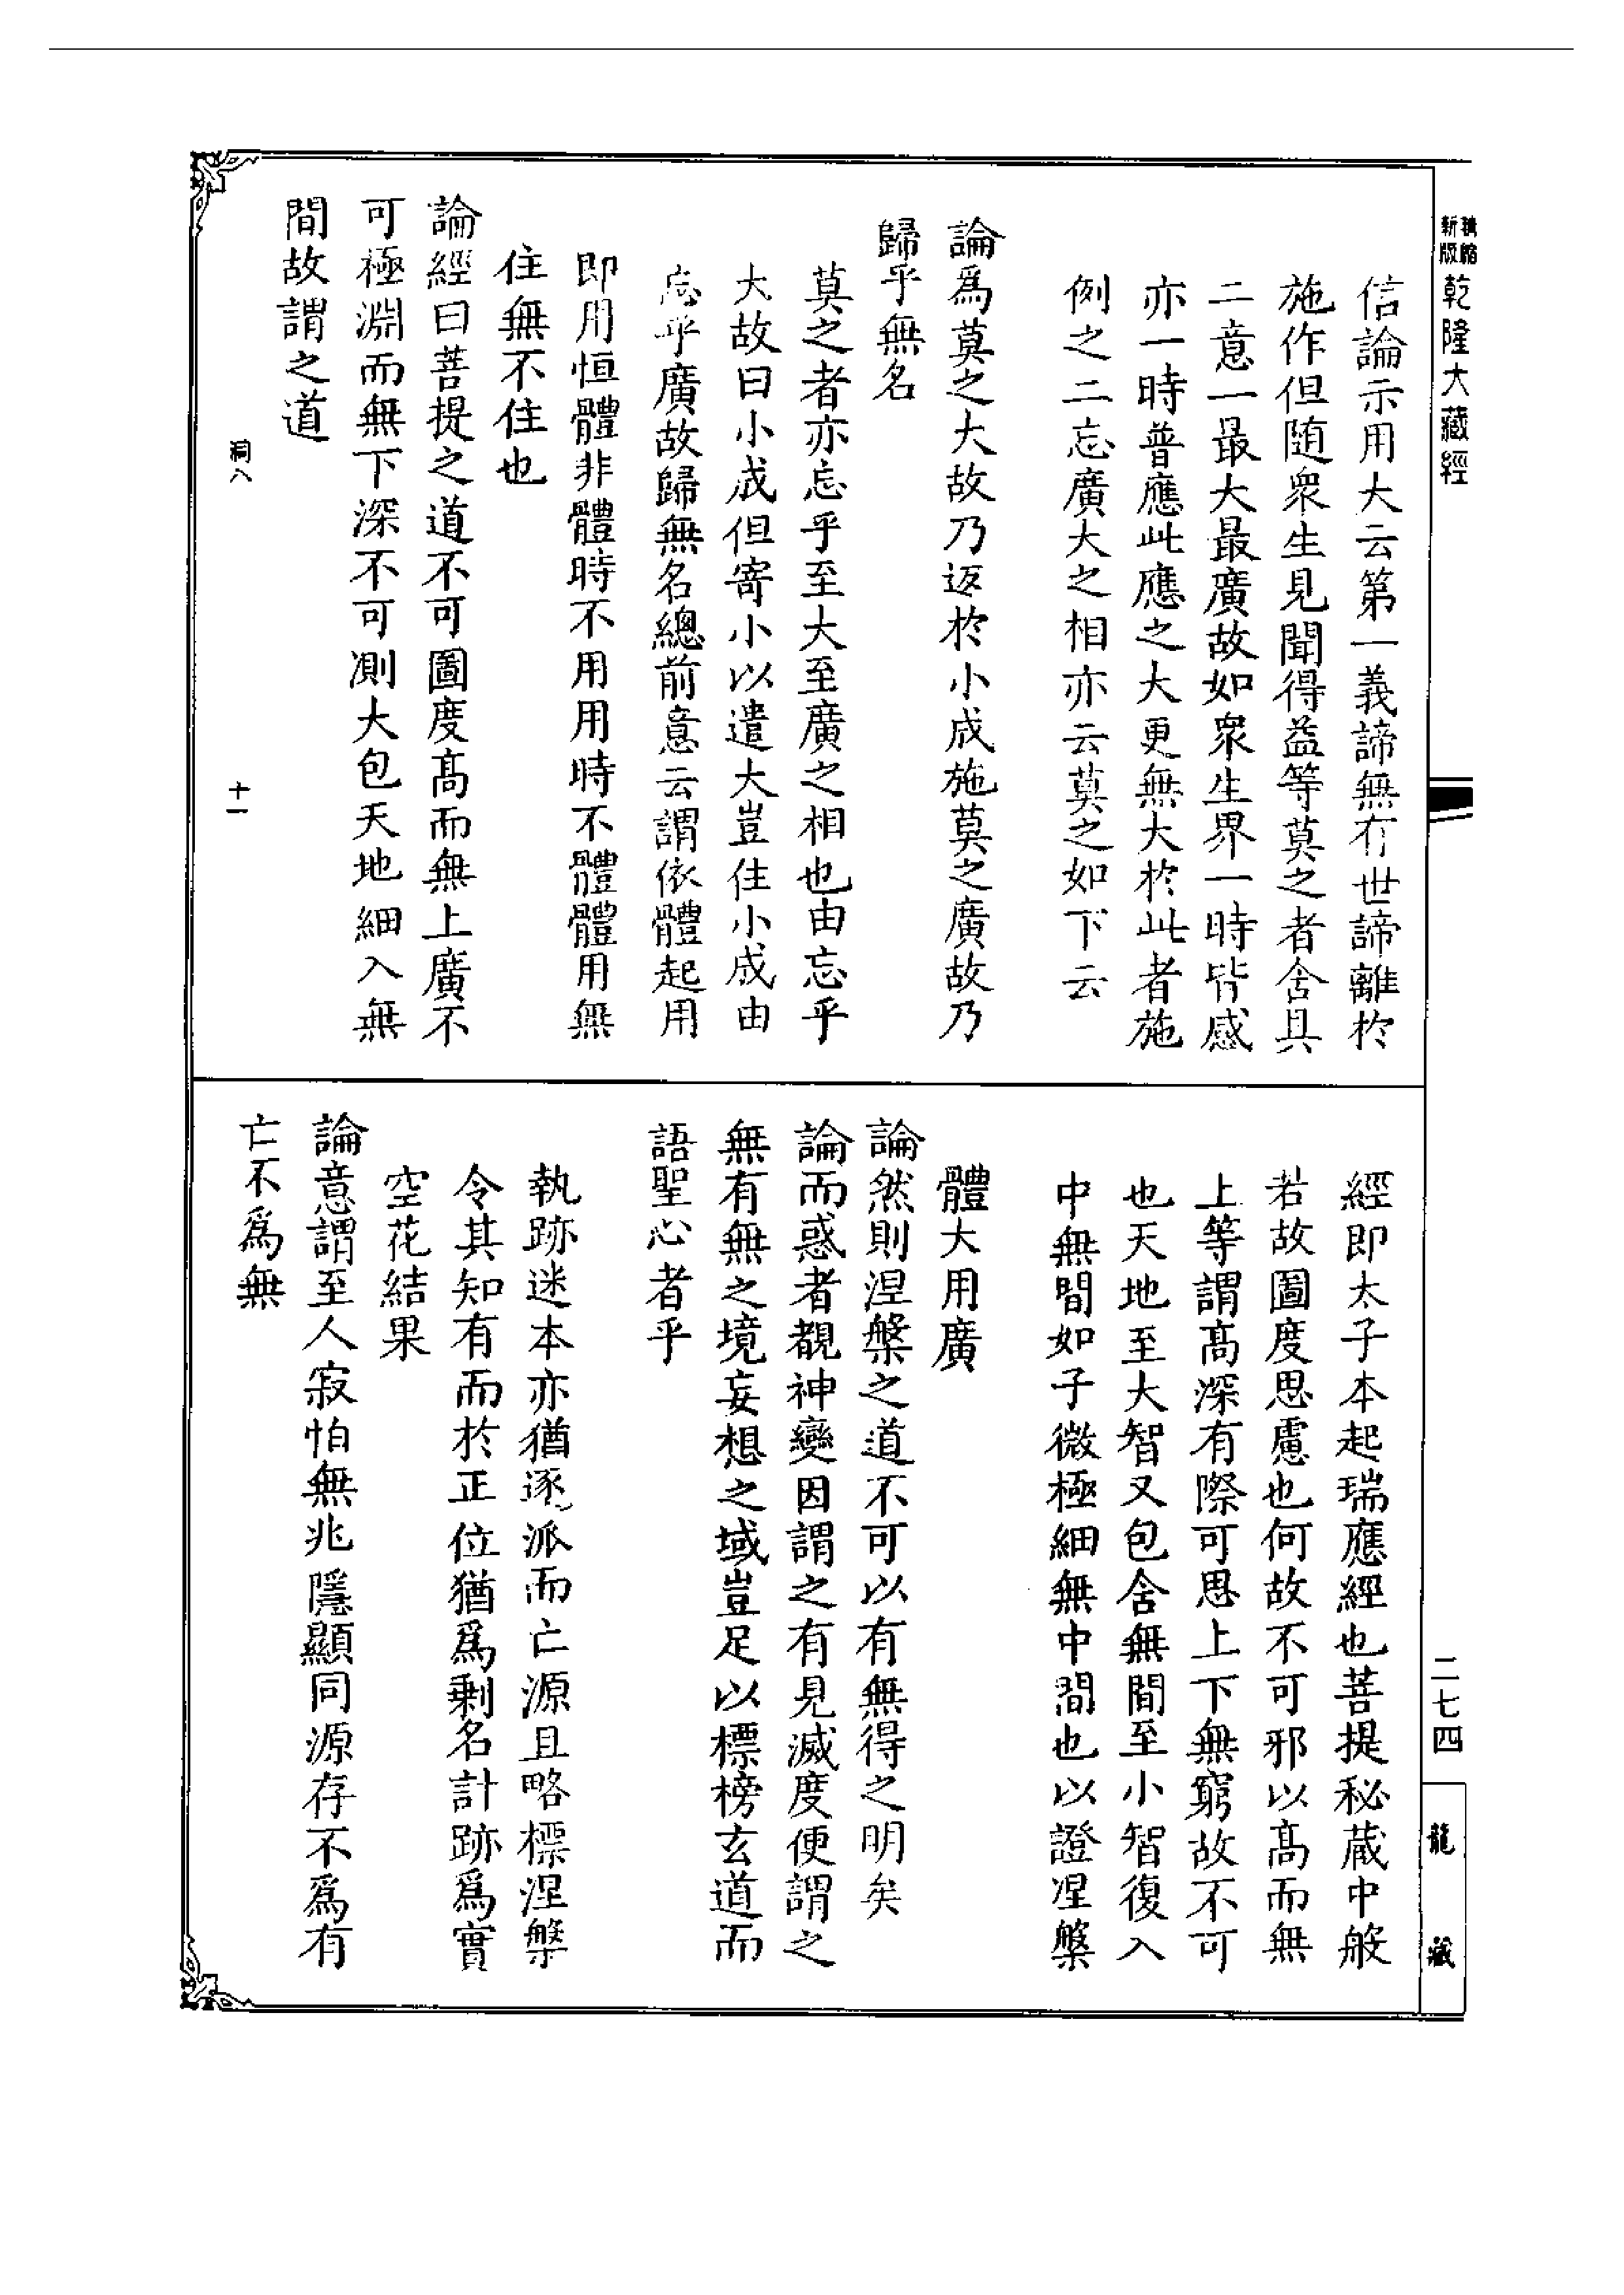 精縮新版
乾隆大藏經
信論示用大云第一義諦無有世諦離於
施作但随衆生見聞得益等莫之者含具
二意一最大最廣故如衆生界一時皆感
亦一時普應此應之大更無大於此者施
例之二忘廣大之相亦云莫之如下云
論爲莫之大故乃返於小成施莫之廣故乃
歸乎無名
莫之者亦忘乎至大至廣之相也由忘乎
大故曰小成但寄小以遣大豈住小成由
忘乎廣故歸無名總前意云謂依體起用
即用恒體非體時不用用時不體體用無
住無不住也
論經曰菩提之道不可圖度髙而無上廣不
可極淵而無下深不可測大包天地細入無
間故謂之道
洞八
十一
經即太子本起瑞應經也菩提秘蔵中般
若故圖度思慮也何故不可邪以髙而無
上等謂髙深有際可思上下無窮故不可
也天地至大智又包含無間至小智復入
中無間如子微極細無中間也以證涅槃
體大用廣
論然則涅槃之道不可以有無得之明矣
論而惑者覩神變因謂之有見滅度便謂之
無有無之境妄想之域豈足以標榜玄道而
語聖心者乎
執跡迷本亦猶逐派而亡源且略標涅槃
令其知有而於正位猶爲剩名計跡爲實
空花結果
論意謂至人寂怕無兆隱顯同源存不爲有
亡不爲無
二七四
龍藏